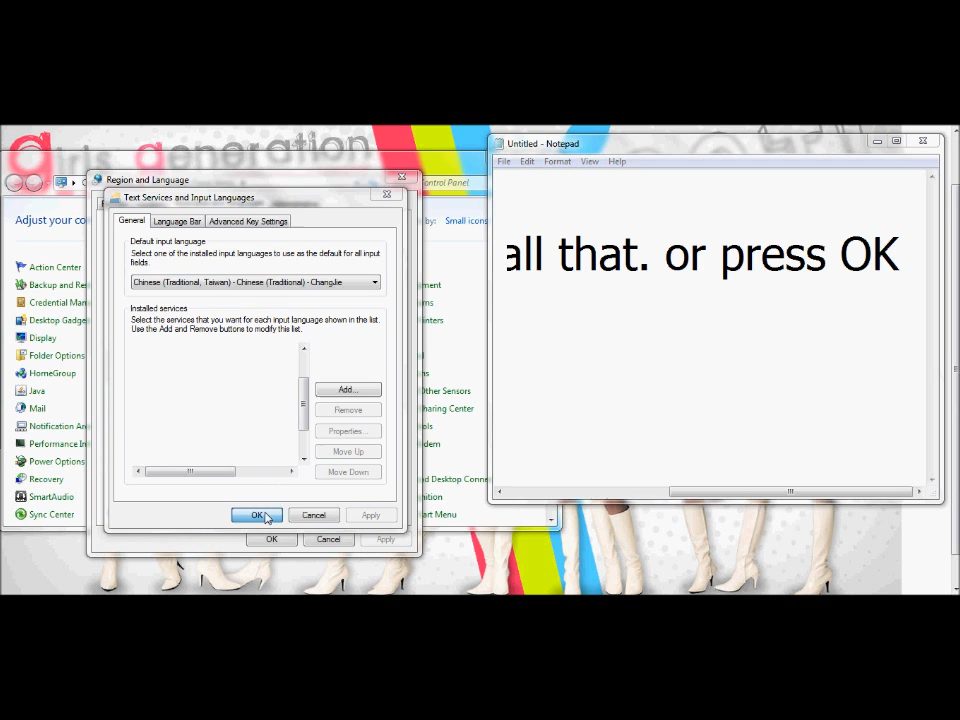 girls generation
Region and Language
Text Services and Input Languages
General
Language Bar
Advanced Key Settings
Default input language
Select one of the installed input languages to use as the default for all input
fields.
Chinese (Traditional, Taiwan) - Chinese (Traditional) - ChangJie
Installed services
Select the services that you want for each input language shown in the list.
Use the Add and Remove buttons to modify this list.
Add...
Remove
Properties...
Move Up
Move Down
OK
Cancel
Apply
OK
Cancel
Apply
Control Panel
Adjust your co
by:
Small icons
Action Center
Backup and Res
Credential Man
Desktop Gadge
Display
Folder Options
HomeGroup
Java
Mail
Notification Are
Performance In
Power Options
Recovery
SmartAudio
Sync Center
Other Sensors
haring Center
d Desktop Conne
art Menu
Untitled - Notepad
File
Edit
Format
View
Help
all that. or press OK